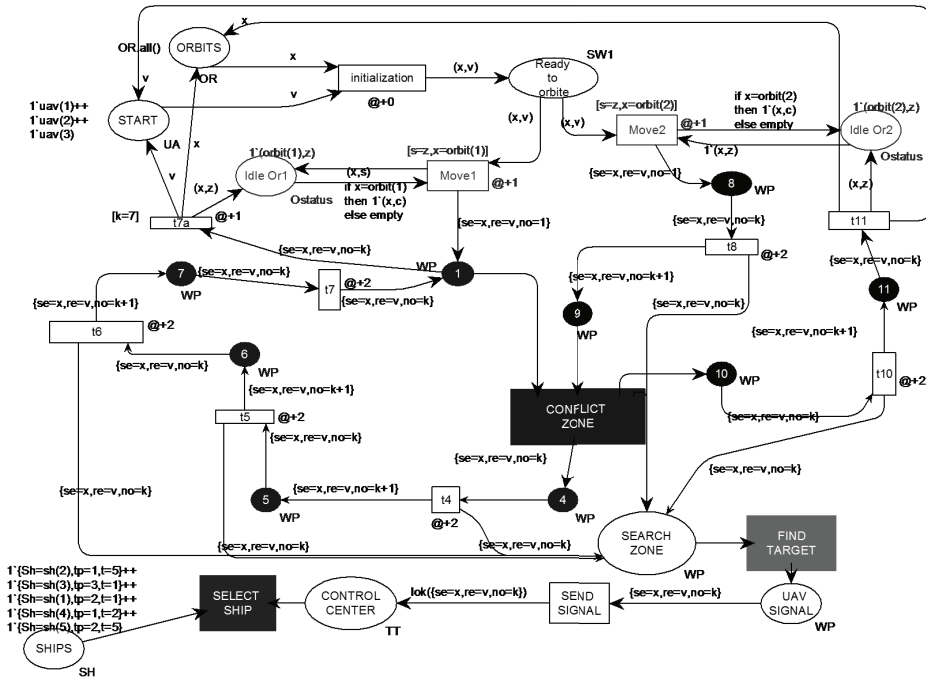 x
OR.all()
ORBITS
x
SW1
OR
initialization
(x,v)
Ready
to
orbite
v
v
@+0
1`uav(1)++
1`uav(2)++
1`uav(3)
START
UA
x
v
(x,z)
1`(orbit(1),z)
Idle Or1
Ostatus
(x,s)
if x=orbit(1)
then 1`(x,c)
else empty
[s=z,x=orbit(1)]
Move1
@+1
(x,v)
(x,v)
[s=z,x=orbit(2)]
@+1
Move2
if x=orbit(2)
then 1`(x,c)
else empty
1`(x,z)
1`(orbit(2),z)
Idle Or2
Ostatus
(x,z)
[k=7]
t7a
@+1
{se=x,re=v,no=1}
{se=x,re=v,no=1}
8
WP
t11
{se=x,re=v,no=k}
{se=x,re=v,no=k}
t8
@+2
{se=x,re=v,no=k}
7
WP
{se=x,re=v,no=k}
t7
@+2
{se=x,re=v,no=k}
WP
1
{se=x,re=v,no=k+1}
9
WP
11
WP
{se=x,re=v,no=k+1}
t6
@+2
{se=x,re=v,no=k}
{se=x,re=v,no=k+1}
6
WP
{se=x,re=v,no=k}
{se=x,re=v,no=k+1}
10
WP
t10
@+2
t5
@+2
CONFLICT
ZONE
{se=x,re=v,no=k}
{se=x,re=v,no=k}
{se=x,re=v,no=k}
{se=x,re=v,no=k}
{se=x,re=v,no=k}
5
WP
{se=x,re=v,no=k+1}
t4
@+2
4
WP
{se=x,re=v,no=k}
SEARCH
ZONE
WP
FIND
TARGET
1`{Sh=sh(2),tp=1,t=5}++
1`{Sh=sh(3),tp=3,t=1}++
1`{Sh=sh(1),tp=2,t=1}++
1`{Sh=sh(4),tp=1,t=2}++
1`{Sh=sh(5),tp=2,t=5}
SHIPS
SH
SELECT
SHIP
CONTROL
CENTER
TT
lok({se=x,re=v,no=k})
SEND
SIGNAL
{se=x,re=v,no=k}
UAV
SIGNAL
WP